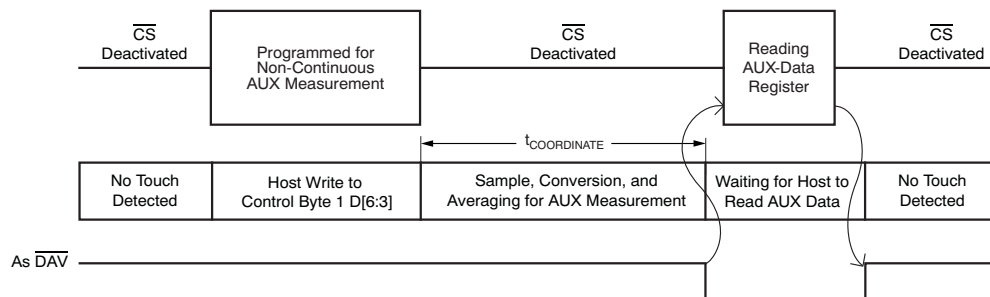 CS
Deactivated
Programmed for
Non-Continuous
AUX Measurement
CS
Deactivated
Reading
AUX-Data
Register
CS
Deactivated
tCOORDINATE
No Touch
Detected
Host Write to
Control Byte 1 D[6:3]
Sample, Conversion, and
Averaging for AUX Measurement
Waiting for Host to
Read AUX Data
No Touch
Detected
As DAV